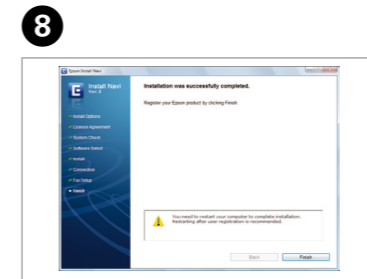 8
Epson Install Navi
Install Navi
Ver. 4
Installation was successfully completed.
Register your Epson product by clicking Finish.
Install Options
License Agreement
System Check
Software Select
Install
Connection
Fax Setup
Finish
You need to restart your computer to complete installation.
Restarting after user registration is recommended.
Back
Finish